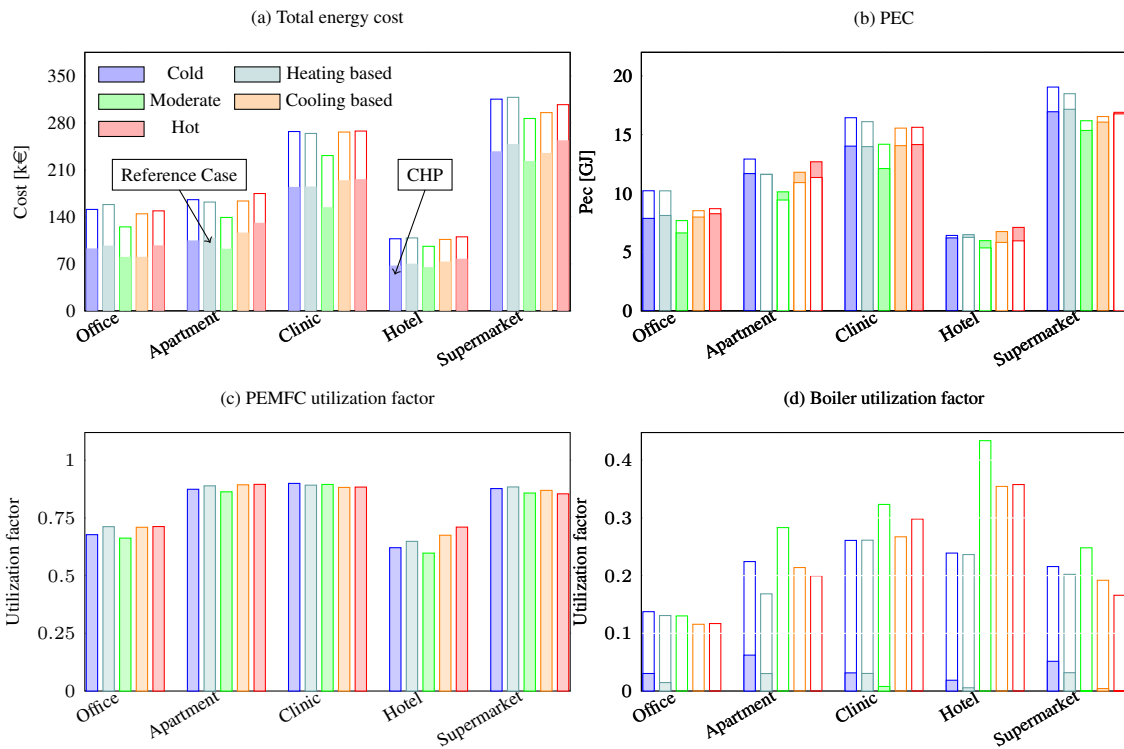 (a) Total energy cost
Cost [k€]
350
280
210
140
70
0
Cold
Moderate
Hot
Heating based
Cooling based
Reference Case
CHP
Office
Apartment
Clinic
Hotel
Supermarket
(b) PEC
Pec [GJ]
20
15
10
5
0
Office
Apartment
Clinic
Hotel
Supermarket
(c) PEMFC utilization factor
Utilization factor
1
0.75
0.5
0.25
0
Office
Apartment
Clinic
Hotel
Supermarket
(d) Boiler utilization factor
Utilization factor
0.4
0.3
0.2
0.1
0
Office
Apartment
Clinic
Hotel
Supermarket